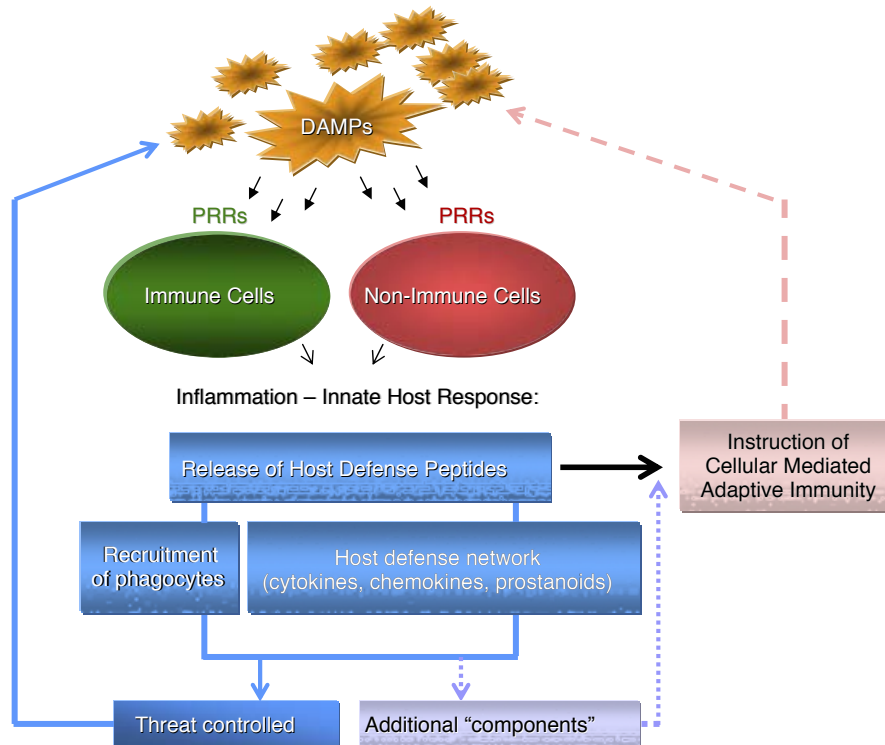 DAMPs
PRRs
PRRs
Immune Cells
Non-Immune Cells
Inflammation – Innate Host Response:
Release of Host Defense Peptides
Instruction of
Cellular Mediated
Adaptive Immunity
Recruitment
of phagocytes
Host defense network
(cytokines, chemokines, prostanoids)
Threat controlled
Additional “components”